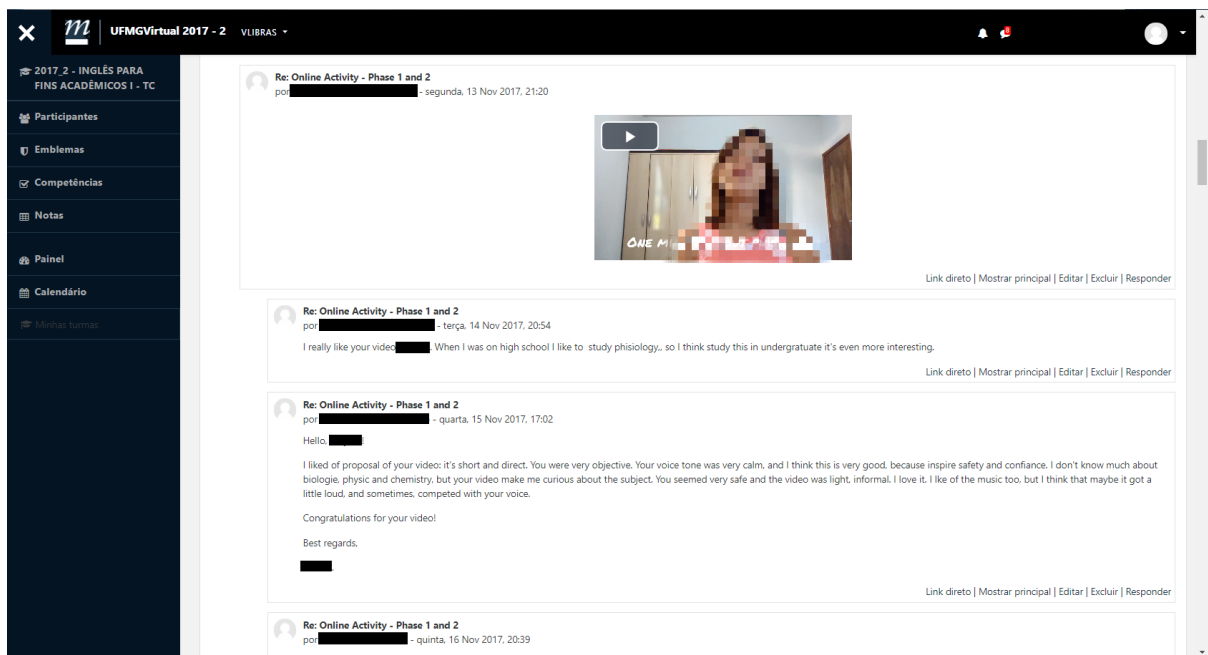 m UFMGVirtual 2017 - 2 VLIBRAS
2017_2 - INGLÊS PARA
FINS ACADÊMICOS I - TC
Participantes
Emblemas
Competências
Notas
Painel
Calendário
Minhas turmas
Re: Online Activity - Phase 1 and 2
por - segunda, 13 Nov 2017, 21:20
ONE
Link direto | Mostrar principal | Editar | Excluir | Responder
Re: Online Activity - Phase 1 and 2
por - terça, 14 Nov 2017, 20:54
I really like your video . When I was on high school I like to study phisiology,, so I think study this in undergratuate it's even more interesting.
Link direto | Mostrar principal | Editar | Excluir | Responder
Re: Online Activity - Phase 1 and 2
por - quarta, 15 Nov 2017, 17:02
Hello, !
I liked of proposal of your video: it's short and direct. You were very objective. Your voice tone was very calm, and I think this is very good, because inspire safety and confiance. I don't know much about
biologie, physic and chemistry, but your video make me curious about the subject. You seemed very safe and the video was light, informal. I love it. I lke of the music too, but I think that maybe it got a
little loud, and sometimes, competed with your voice.
Congratulations for your video!
Best regards,
Link direto | Mostrar principal | Editar | Excluir | Responder
Re: Online Activity - Phase 1 and 2
por - quinta, 16 Nov 2017, 20:39